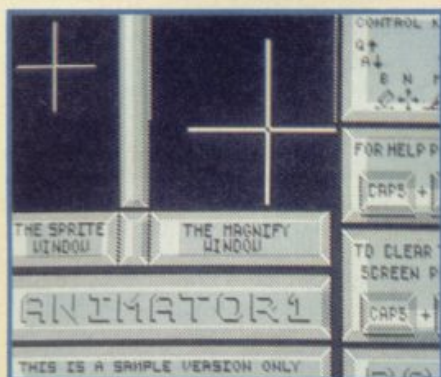 CONTROL
Q
A
B N
FOR HELP
CAPS +
THE SPRITE
WINDOW
THE MAGNIFY
WINDOW
TO CLEAR
SCREEN
CAPS +
ANIMATOR1
THIS IS A SAMPLE VERSION ONLY